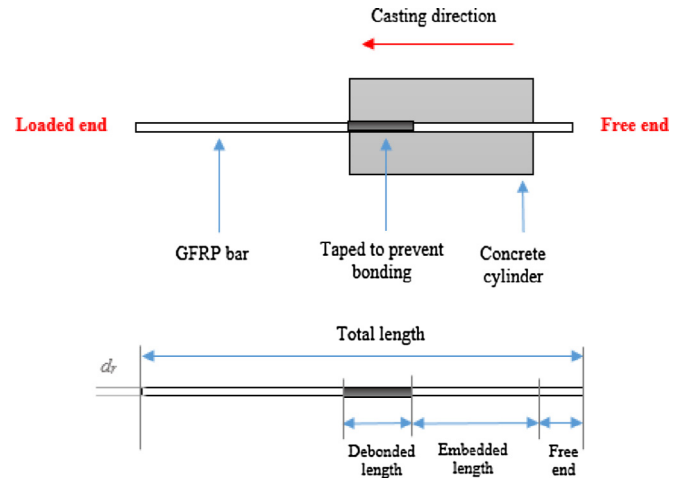 Casting direction
Loaded end
Free end
GFRP bar
Taped to prevent
bonding
Concrete
cylinder
Total length
dᵣ
Debonded
length
Embedded
length
Free
end